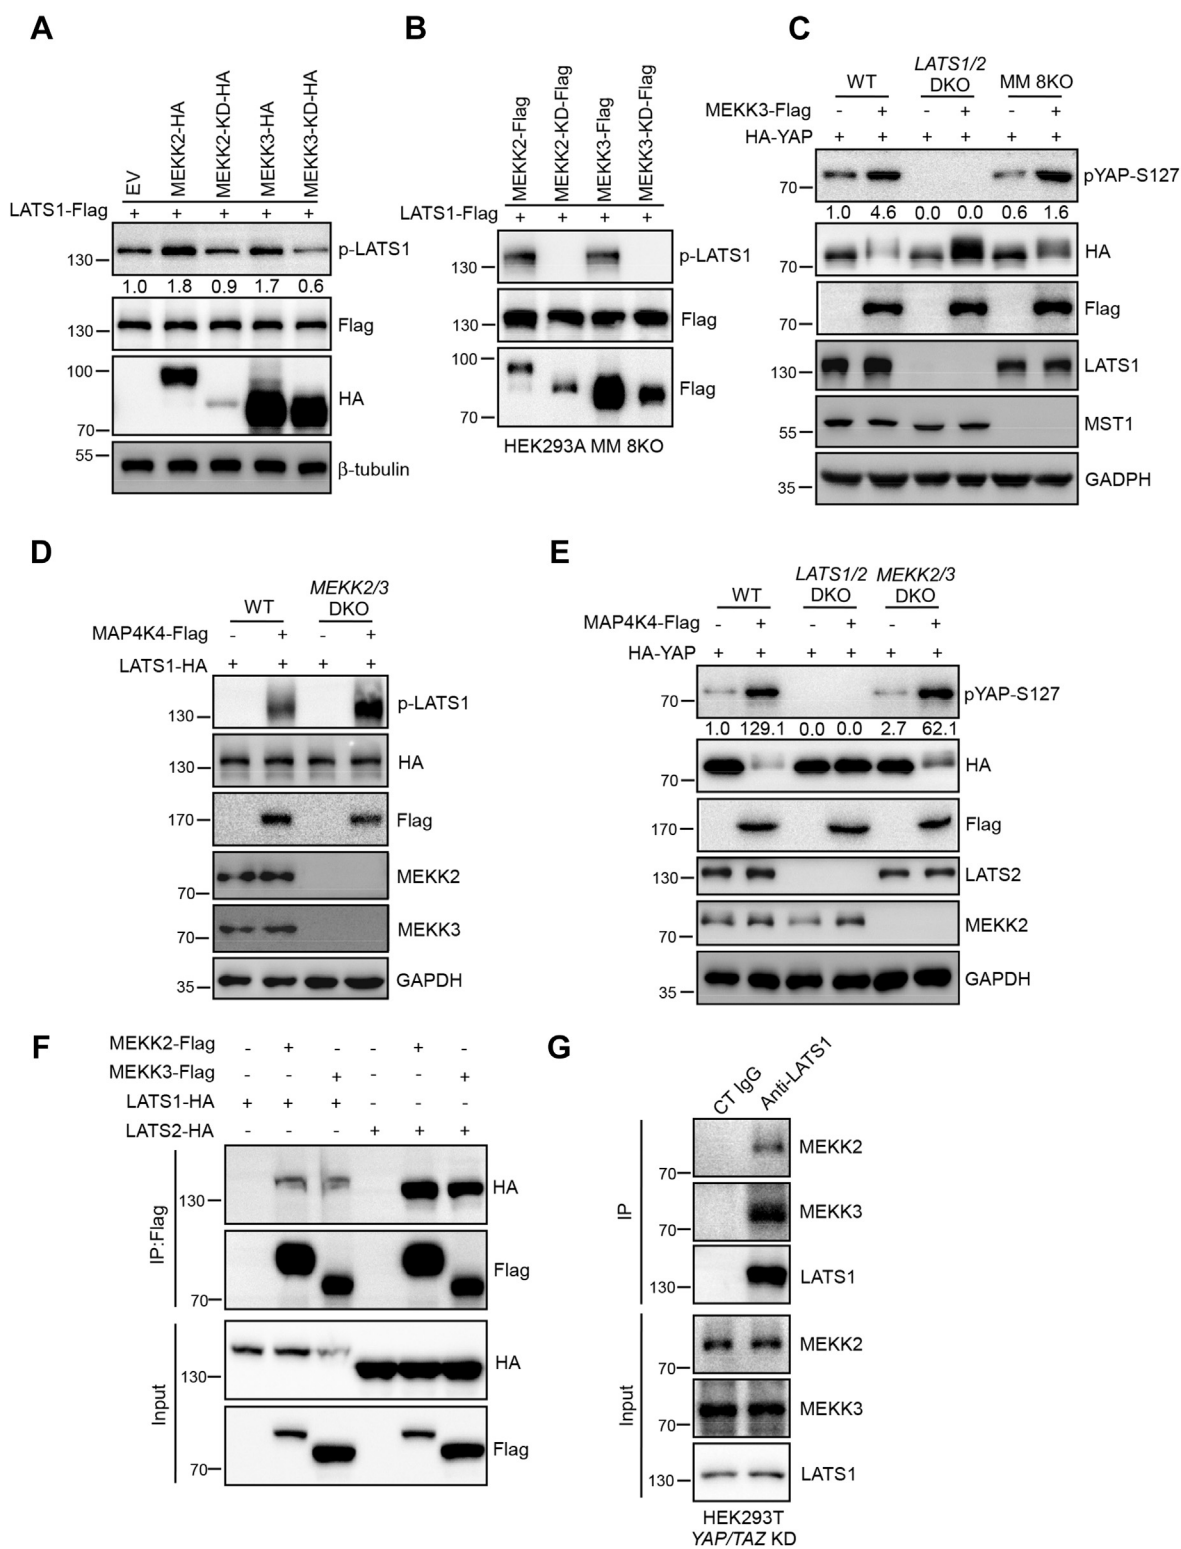 A
EV
MEKK2-HA
MEKK2-KD-HA
MEKK3-HA
MEKK3-KD-HA
LATS1-Flag + + + + +
130 p-LATS1
1.0 1.8 0.9 1.7 0.6
130 Flag
100
HA
70
55
β-tubulin
B
MEKK2-Flag
MEKK2-KD-Flag
MEKK3-Flag
MEKK3-KD-Flag
LATS1-Flag + + + +
130 p-LATS1
130 Flag
100
Flag
70
HEK293A MM 8KO
C
WT LATS1/2 DKO MM 8KO
MEKK3-Flag - + - + - +
HA-YAP + + + + + +
70 pYAP-S127
1.0 4.6 0.0 0.0 0.6 1.6
70 HA
70 Flag
130 LATS1
55 MST1
35 GADPH
D
WT MEKK2/3 DKO
MAP4K4-Flag - + - +
LATS1-HA + + + +
130 p-LATS1
130 HA
170 Flag
70 MEKK2
70 MEKK3
35 GAPDH
E
WT LATS1/2 DKO MEKK2/3 DKO
MAP4K4-Flag - + - + - +
HA-YAP + + + + + +
70 pYAP-S127
1.0 129.1 0.0 0.0 2.7 62.1
70 HA
170 Flag
130 LATS2
70 MEKK2
35 GAPDH
F
MEKK2-Flag - + - - + -
MEKK3-Flag - - + - - +
LATS1-HA + + + - - -
LATS2-HA - - - + + +
IP:Flag
130 HA
Flag
70
Input
130 HA
Flag
70
G
CT IgG
Anti-LATS1
IP
MEKK2
70
MEKK3
70
130 LATS1
Input
MEKK2
70
MEKK3
70
130 LATS1
HEK293T
YAP/TAZ KD